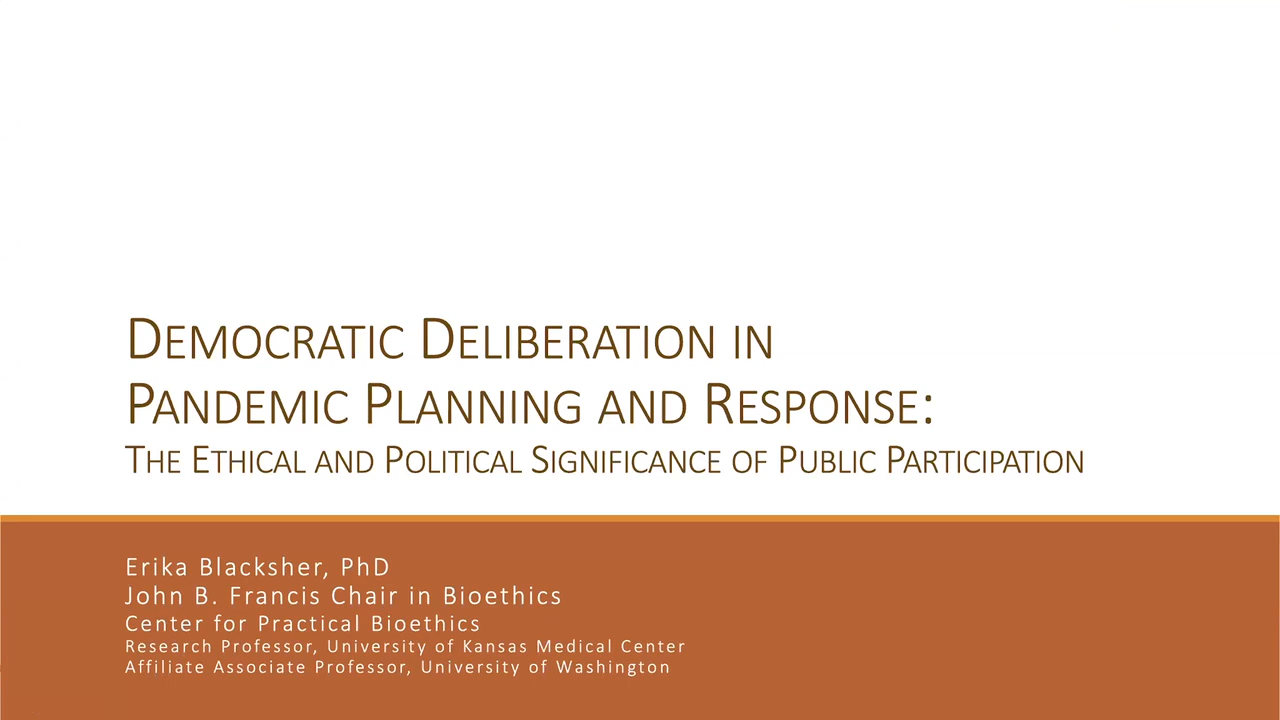 Democratic Deliberation in
Pandemic Planning and Response:
The Ethical and Political Significance of Public Participation
Erika Blacksher, PhD
John B. Francis Chair in Bioethics
Center for Practical Bioethics
Research Professor, University of Kansas Medical Center
Affiliate Associate Professor, University of Washington